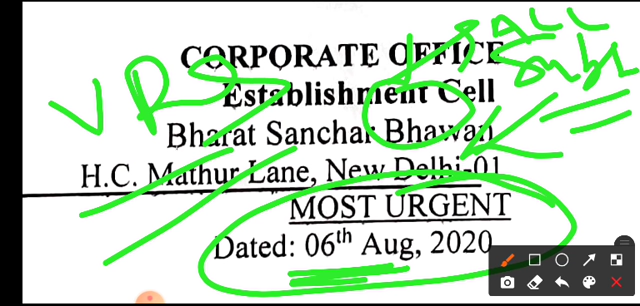 VRS
ALL
CORPORATE OFFICE
Establishment Cell
Bharat Sanchar Bhawan
H.C. Mathur Lane, New Delhi-01
MOST URGENT
Dated: 06th Aug, 2020